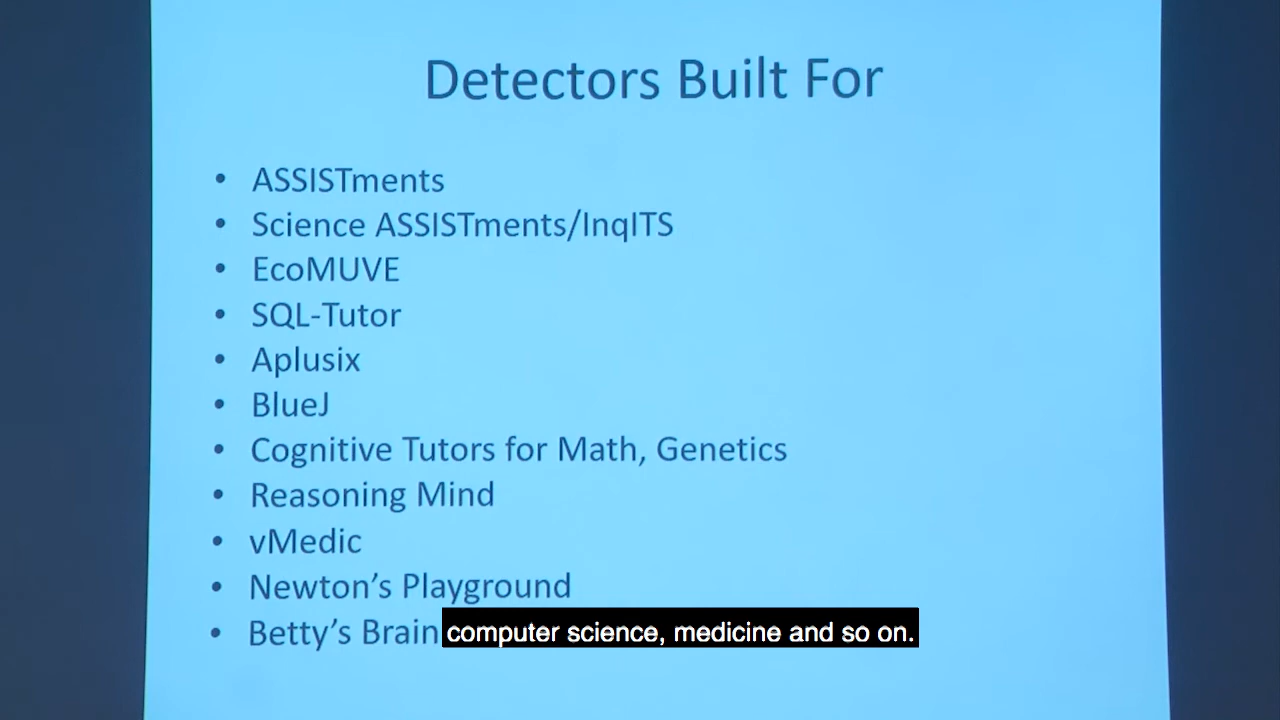 Detectors Built For
• ASSISTments
• Science ASSISTments/InqITS
• EcoMUVE
• SQL-Tutor
• Aplusix
• BlueJ
• Cognitive Tutors for Math, Genetics
• Reasoning Mind
• vMedic
• Newton's Playground
• Betty's Brain
computer science, medicine and so on.